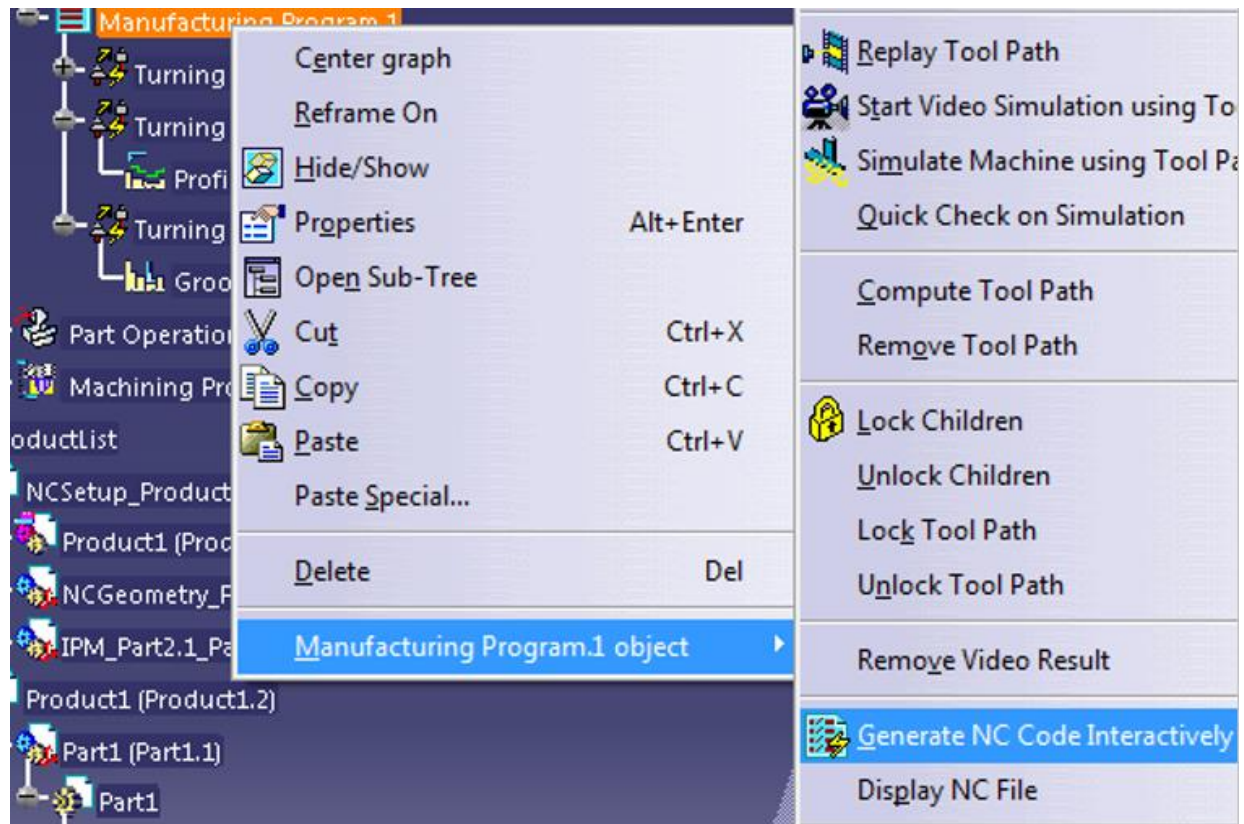 Manufacturing Program.1
Turning
Turning
Profi
Turning
Groo
Part Operation
Machining Pro
oductList
NCSetup_Product
Product1 (Prod
NCGeometry_P
IPM_Part2.1_Pa
Product1 (Product1.2)
Part1 (Part1.1)
Part1
Center graph
Reframe On
Hide/Show
Properties Alt+Enter
Open Sub-Tree
Cut Ctrl+X
Copy Ctrl+C
Paste Ctrl+V
Paste Special...
Delete Del
Manufacturing Program.1 object
Replay Tool Path
Start Video Simulation using To
Simulate Machine using Tool Pa
Quick Check on Simulation
Compute Tool Path
Remove Tool Path
Lock Children
Unlock Children
Lock Tool Path
Unlock Tool Path
Remove Video Result
Generate NC Code Interactively
Display NC File